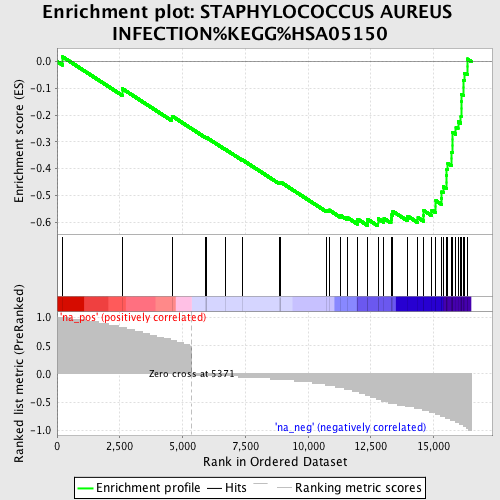 Enrichment plot: STAPHYLOCOCCUS AUREUS
INFECTION%KEGG%HSA05150
Enrichment score (ES)
0.0
-0.1
-0.2
-0.3
-0.4
-0.5
-0.6
'na_pos' (positively correlated)
Ranked list metric (PreRanked)
1.0
0.5
0.0
-0.5
-1.0
Zero cross at 5371
'na_neg' (negatively correlated)
0
2,500
5,000
7,500
10,000
12,500
15,000
Rank in Ordered Dataset
Enrichment profile
Hits
Ranking metric scores